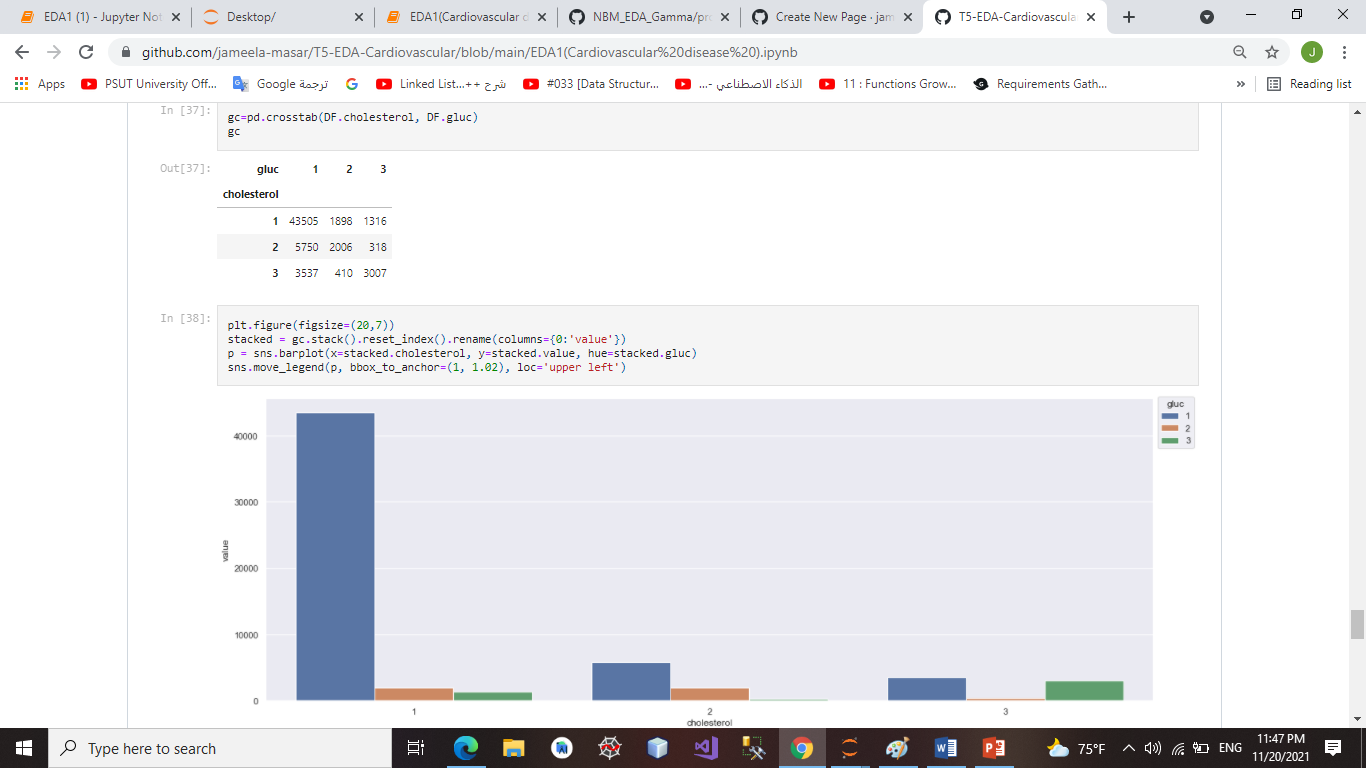 EDA1 (1) - Jupyter Not
Desktop/
EDA1(Cardiovascular d
NBM_EDA_Gamma/pro
Create New Page · jam
T5-EDA-Cardiovascula
github.com/jameela-masar/T5-EDA-Cardiovascular/blob/main/EDA1(Cardiovascular%20disease%20).ipynb
J
Apps
PSUT University Off...
Google ترجمة
Linked List...++شرح
#033 [Data Structur...
الذكاء الاصطناعي -...
11 : Functions Grow...
Requirements Gath...
»
Reading list
In [37]:
gc=pd.crosstab(DF.cholesterol, DF.gluc)
gc
Out[37]:
gluc 1 2 3
cholesterol
1 43505 1898 1316
2 5750 2006 318
3 3537 410 3007
In [38]:
plt.figure(figsize=(20,7))
stacked = gc.stack().reset_index().rename(columns={0:'value'})
p = sns.barplot(x=stacked.cholesterol, y=stacked.value, hue=stacked.gluc)
sns.move_legend(p, bbox_to_anchor=(1, 1.02), loc='upper left')
gluc
1
2
3
40000
30000
20000
10000
0
value
1 2 3
cholesterol
Type here to search
75°F
ENG
11:47 PM
11/20/2021